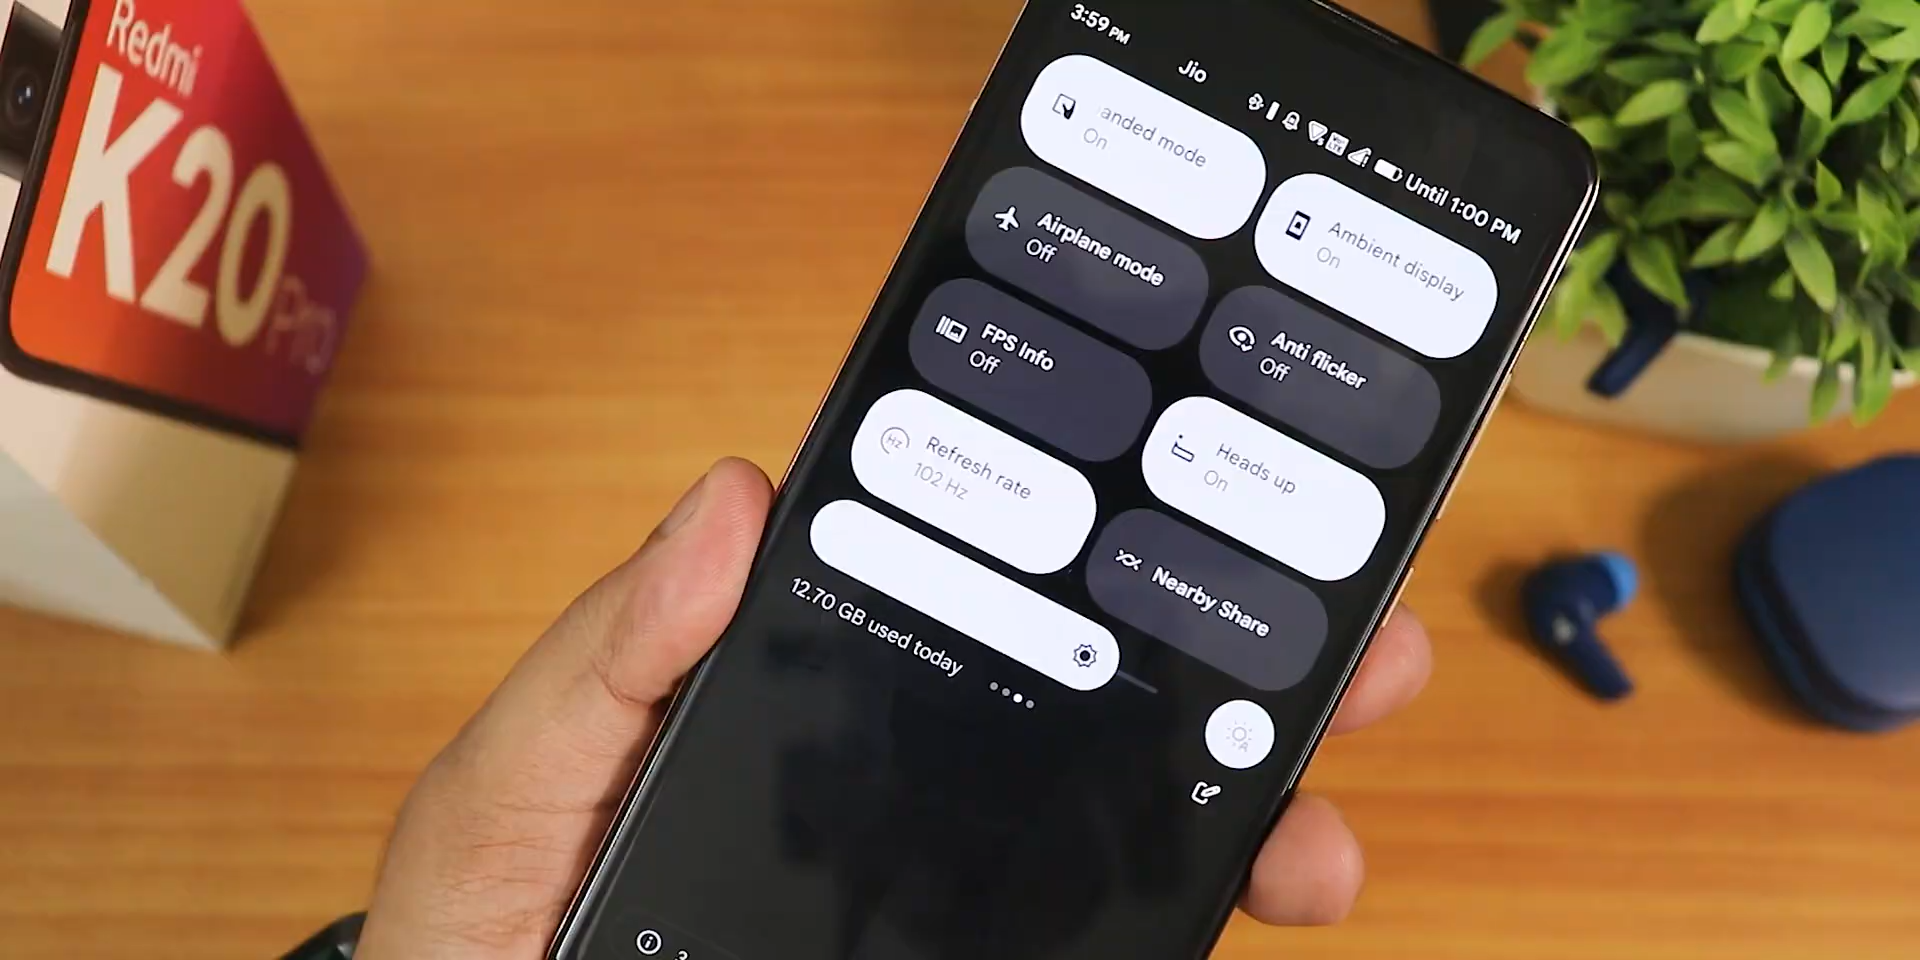 Redmi
K20
Pro
3:59 PM
Jio
Until 1:00 PM
anded mode
On
Ambient display
On
Airplane mode
Off
Anti flicker
Off
FPS Info
Off
Heads up
On
Hz
Refresh rate
102 Hz
Nearby Share
12.70 GB used today
A